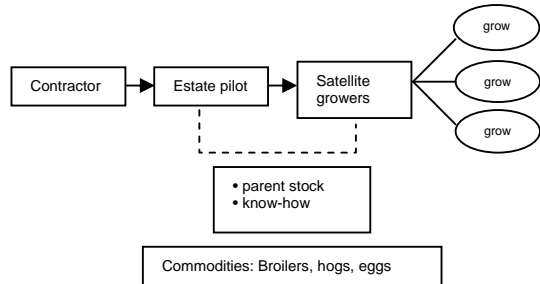 grow
Contractor
Estate pilot
Satellite
growers
grow
grow
• parent stock
• know-how
Commodities: Broilers, hogs, eggs